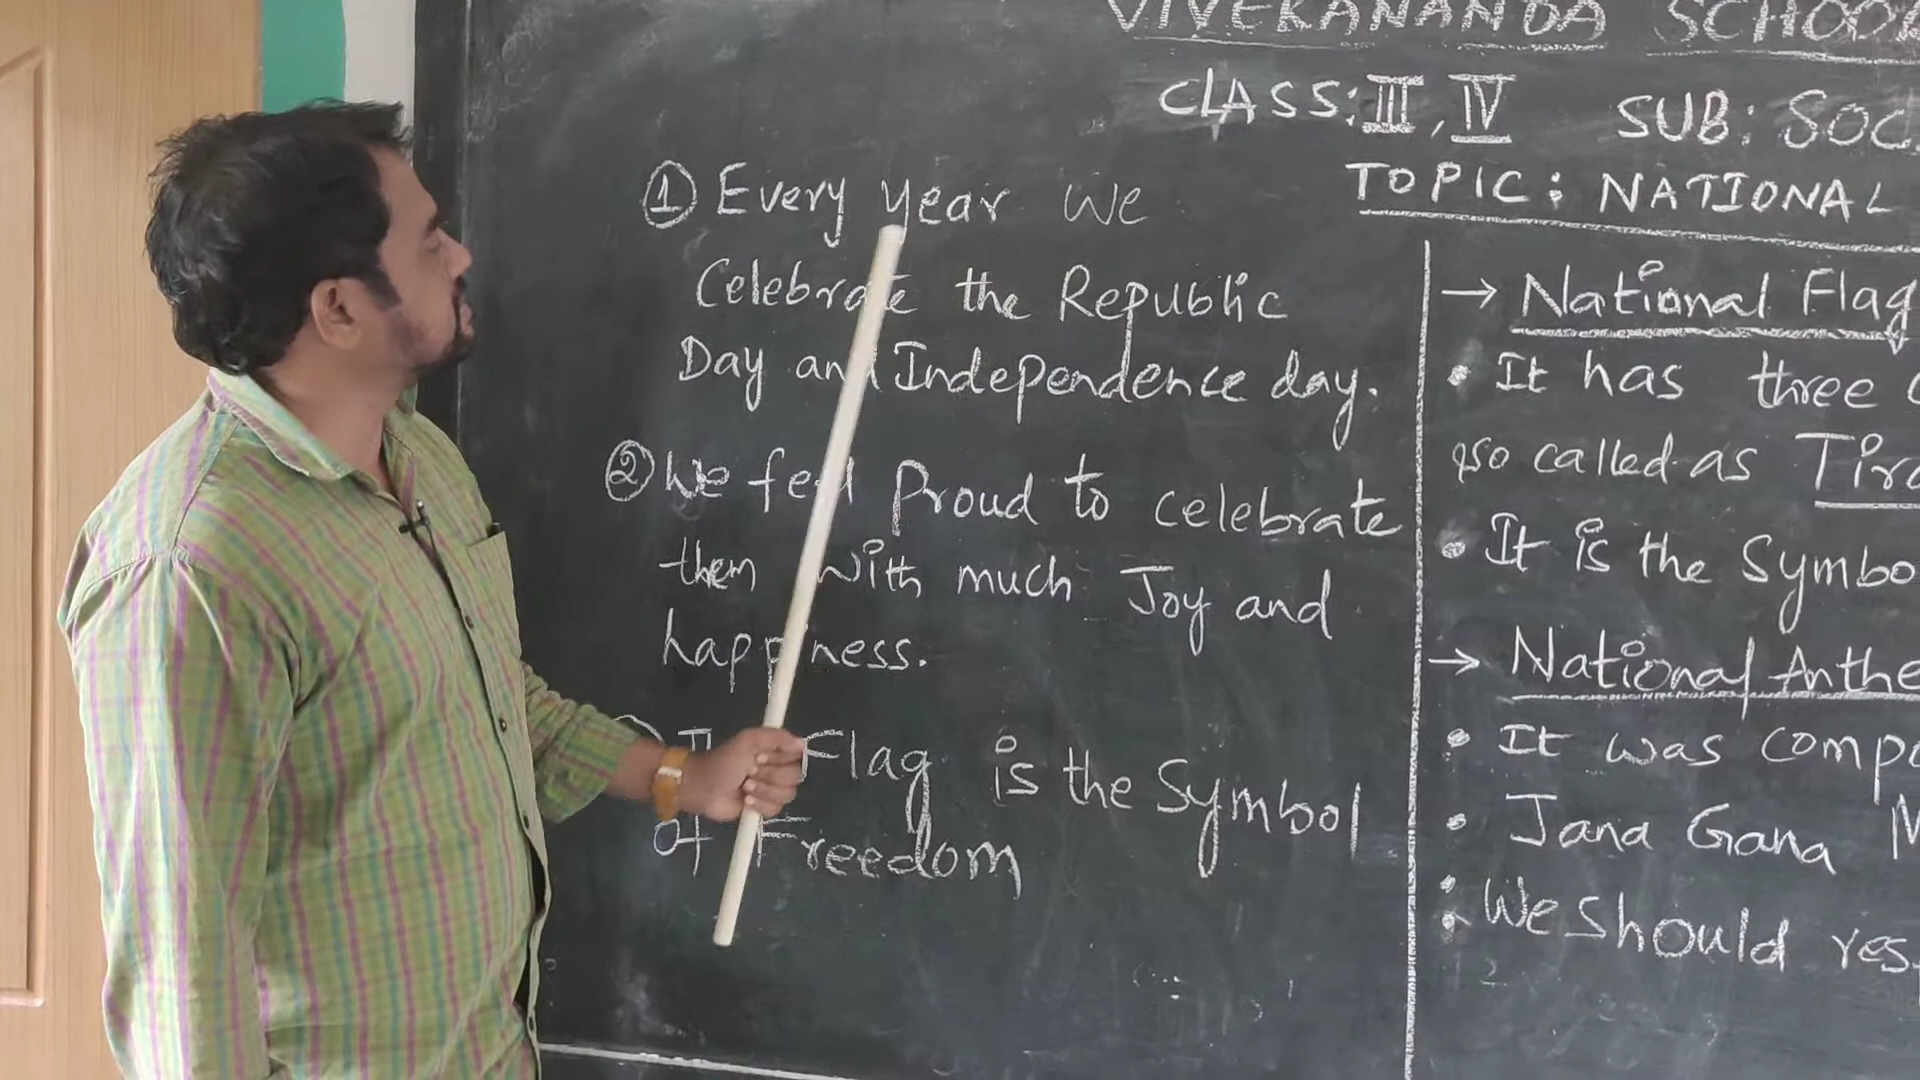 VIVEKANANDA SCHOOL
CLASS: III, IV SUB: SOC
TOPIC: NATIONAL
① Every year we
Celebrate the Republic
Day and Independence day.
② We feel Proud to celebrate
them with much Joy and
happiness.
Flag is the Symbol
of Freedom
→ National Flag
• It has three
so called as Tira
• It is the Symbo
→ National Anthe
• It was compo
• Jana Gana M
• We Should res